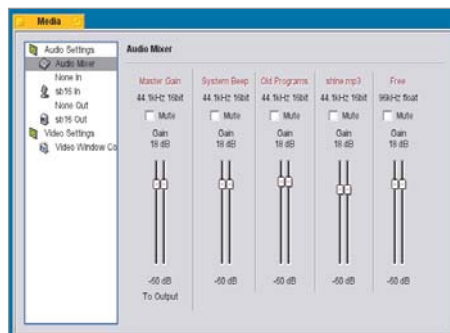 Media
Audio Settings
Audio Mixer
None In
sb16 In
None Out
sb16 Out
Video Settings
Video Window Co
Audio Mixer
Master Gain System Beep Old Programs shine.mp3 Free
44.1kHz 16bit 44.1kHz 16bit 44.1kHz 16bit 44.1kHz 16bit 96kHz float
Mute Mute Mute Mute Mute
Gain Gain Gain Gain Gain
18 dB 18 dB 18 dB 18 dB 18 dB
-60 dB -60 dB -60 dB -60 dB -60 dB
To Output